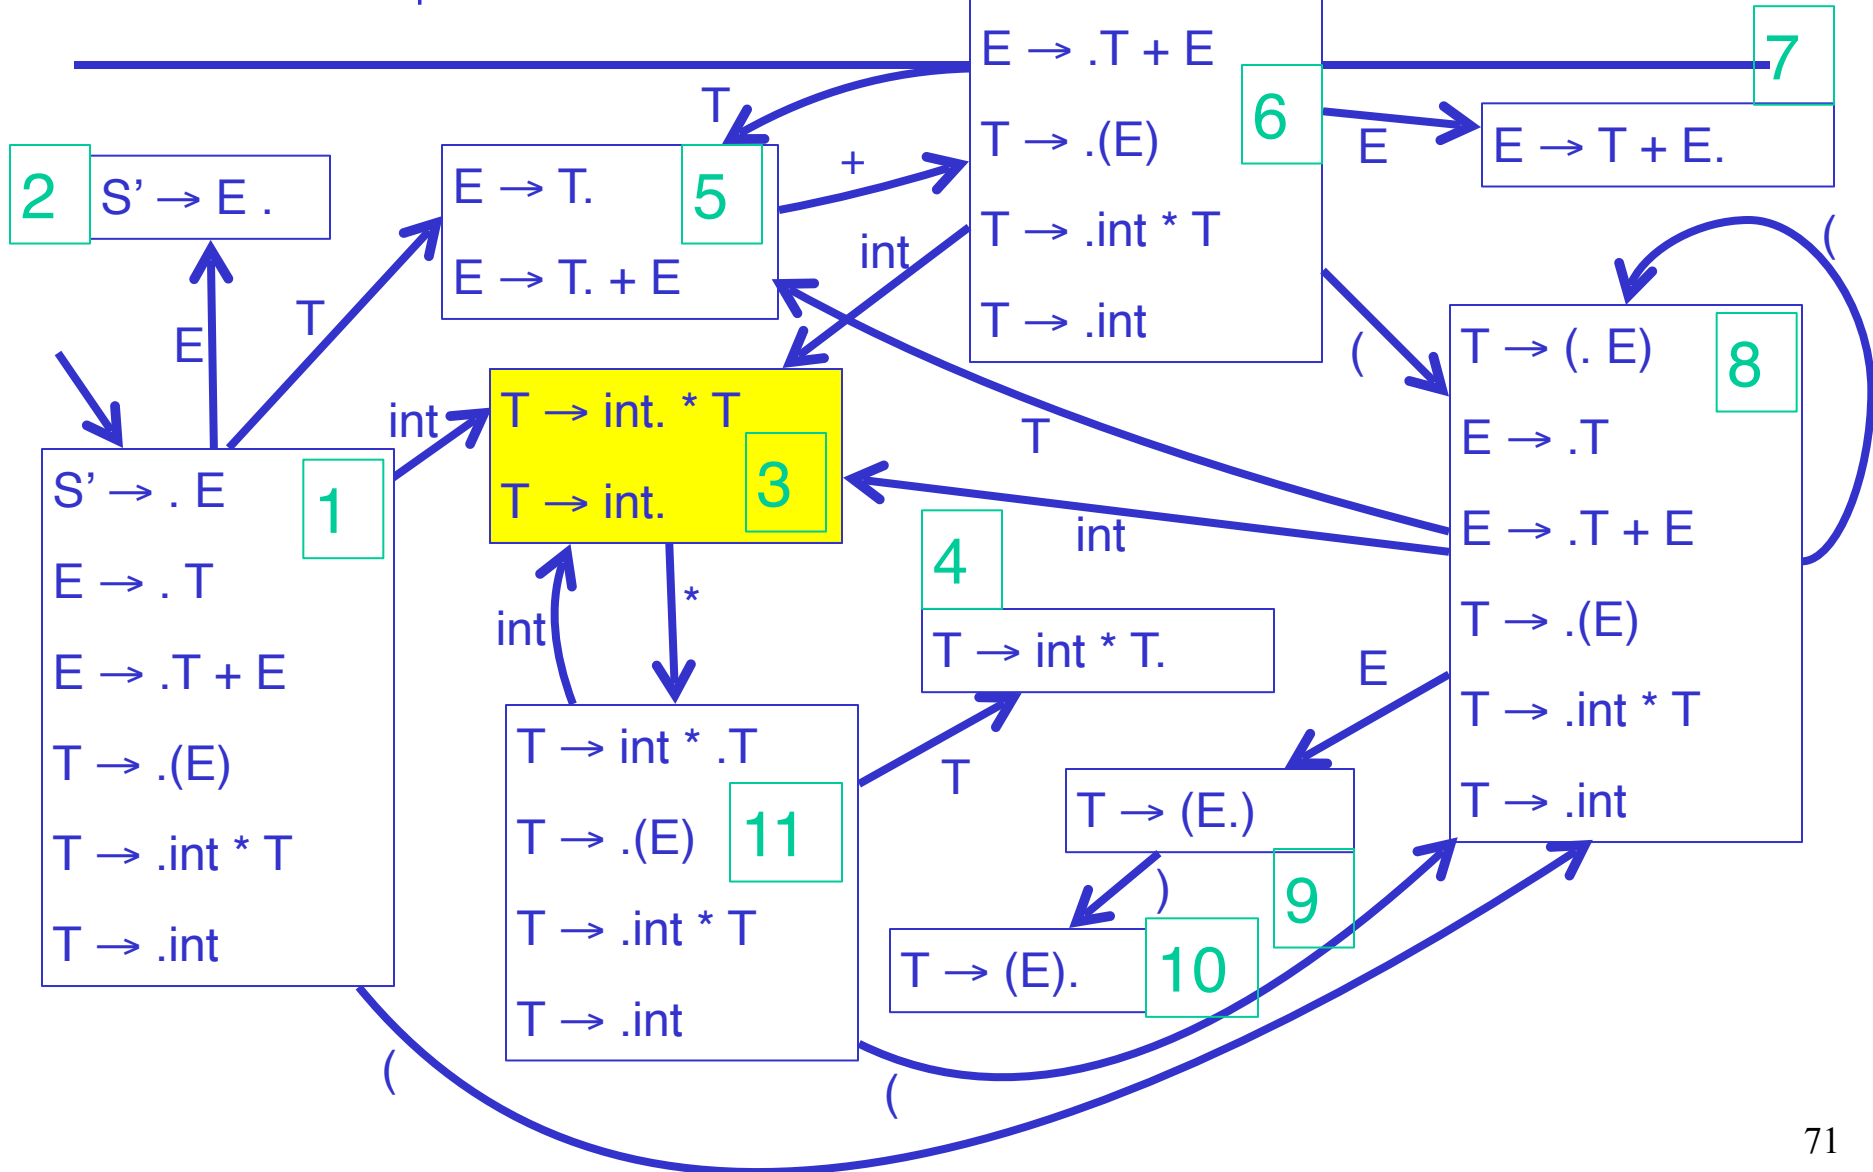 E → .T + E
T → .(E)
T → .int * T
T → .int
6
7
E → T + E.
E
T
+
int
(
2
S’ → E .
E
T
E → T.
E → T. + E
5
int
T → int. * T
T → int.
3
T
int
(
T → (. E)
E → .T
E → .T + E
T → .(E)
T → .int * T
T → .int
8
S’ → . E
E → . T
E → .T + E
T → .(E)
T → .int * T
T → .int
1
int
*
4
T → int * T.
T
T → int * .T
T → .(E)
T → .int * T
T → .int
11
E
T → (E.)
9
)
T → (E).
10
(
(
71